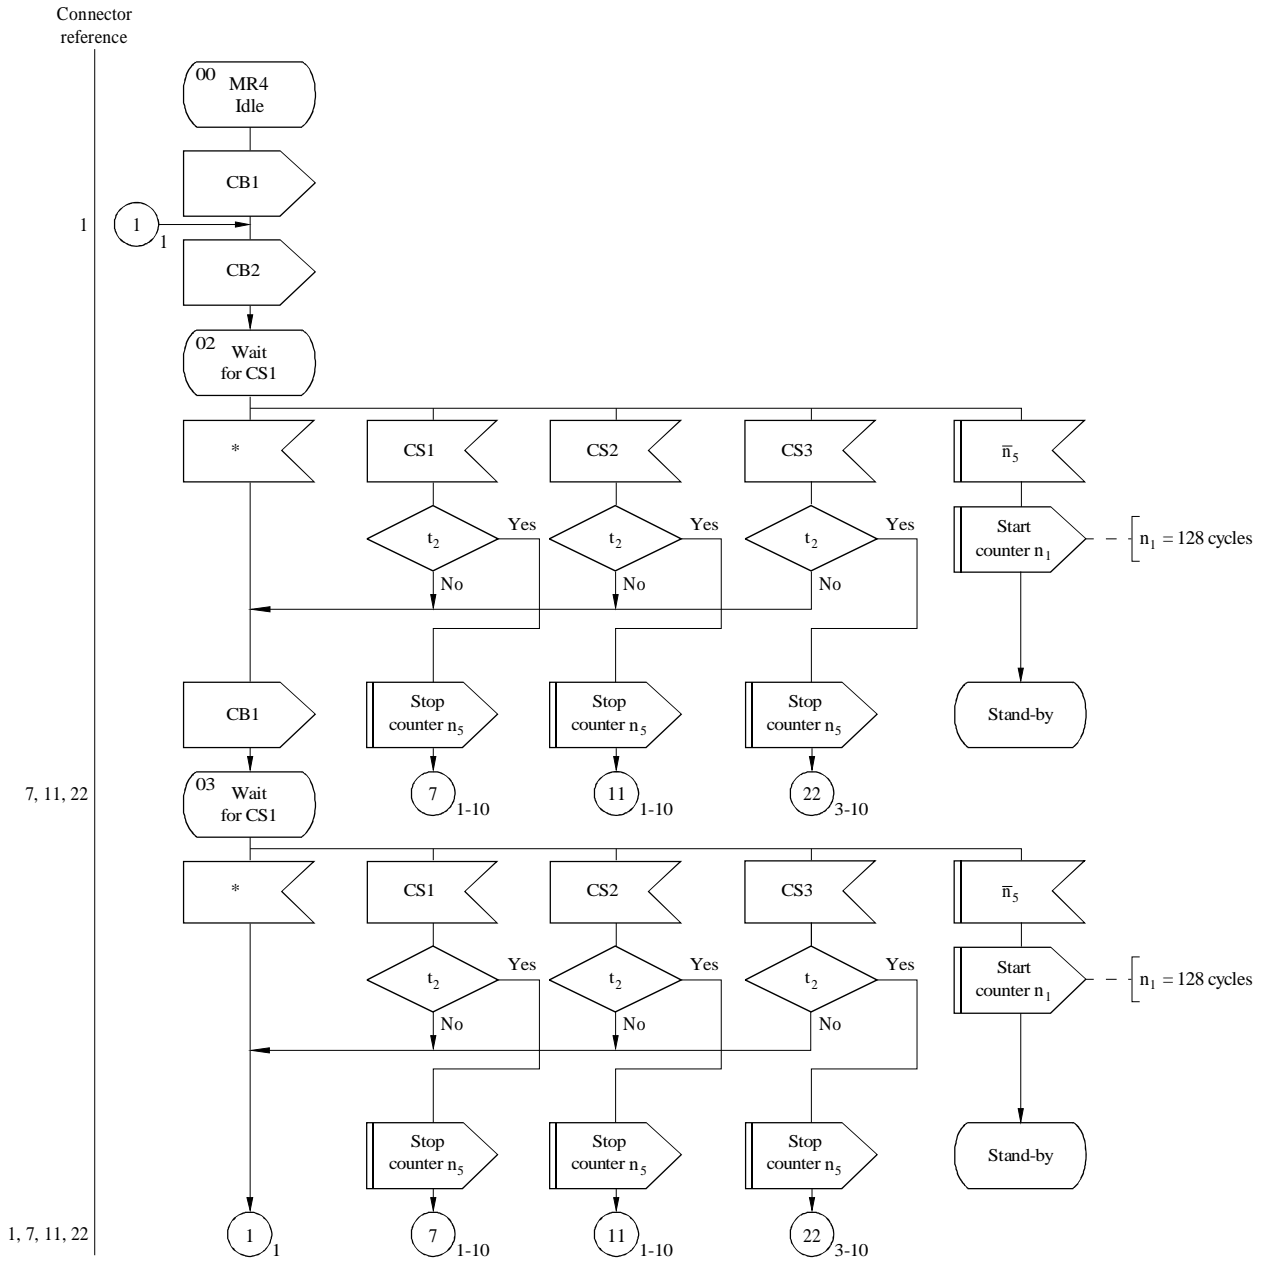 Connector
reference
00
MR4
Idle
CB1
1
1
1
CB2
02
Wait
for CS1
*
CS1
CS2
CS3
n̅₅
t₂
Yes
t₂
Yes
t₂
Yes
Start
counter n₁
n₁ = 128 cycles
No
No
No
CB1
Stop
counter n₅
Stop
counter n₅
Stop
counter n₅
Stand-by
7, 11, 22
03
Wait
for CS1
7
1-10
11
1-10
22
3-10
*
CS1
CS2
CS3
n̅₅
t₂
Yes
t₂
Yes
t₂
Yes
Start
counter n₁
n₁ = 128 cycles
No
No
No
Stop
counter n₅
Stop
counter n₅
Stop
counter n₅
Stand-by
1, 7, 11, 22
1
1
7
1-10
11
1-10
22
3-10